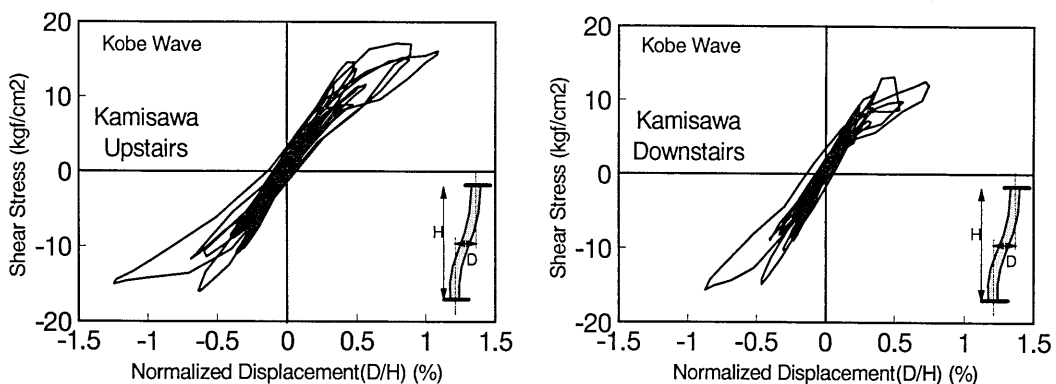 20
10
0
-10
-20
Shear Stress (kgf/cm2)
Kobe Wave
Kamisawa
Upstairs
H
D
-1.5
-1
-0.5
0
0.5
1
1.5
Normalized Displacement(D/H) (%)
20
10
0
-10
-20
Shear Stress (kgf/cm2)
Kobe Wave
Kamisawa
Downstairs
H
D
-1.5
-1
-0.5
0
0.5
1
1.5
Normalized Displacement(D/H) (%)